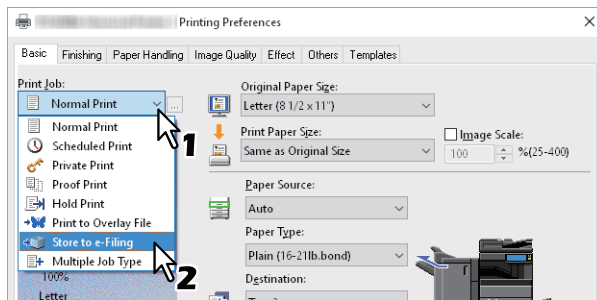 Printing Preferences
Basic Finishing Paper Handling Image Quality Effect Others Templates
Print Job:
Normal Print
...
Normal Print
Scheduled Print
Private Print
Proof Print
Hold Print
Print to Overlay File
Store to e-Filing
Multiple Job Type
1
2
100%
Letter
Original Paper Size:
Letter (8 1/2 x 11")
Print Paper Size:
Same as Original Size
Image Scale:
100 %(25-400)
Paper Source:
Auto
Paper Type:
Plain (16-21lb.bond)
Destination: